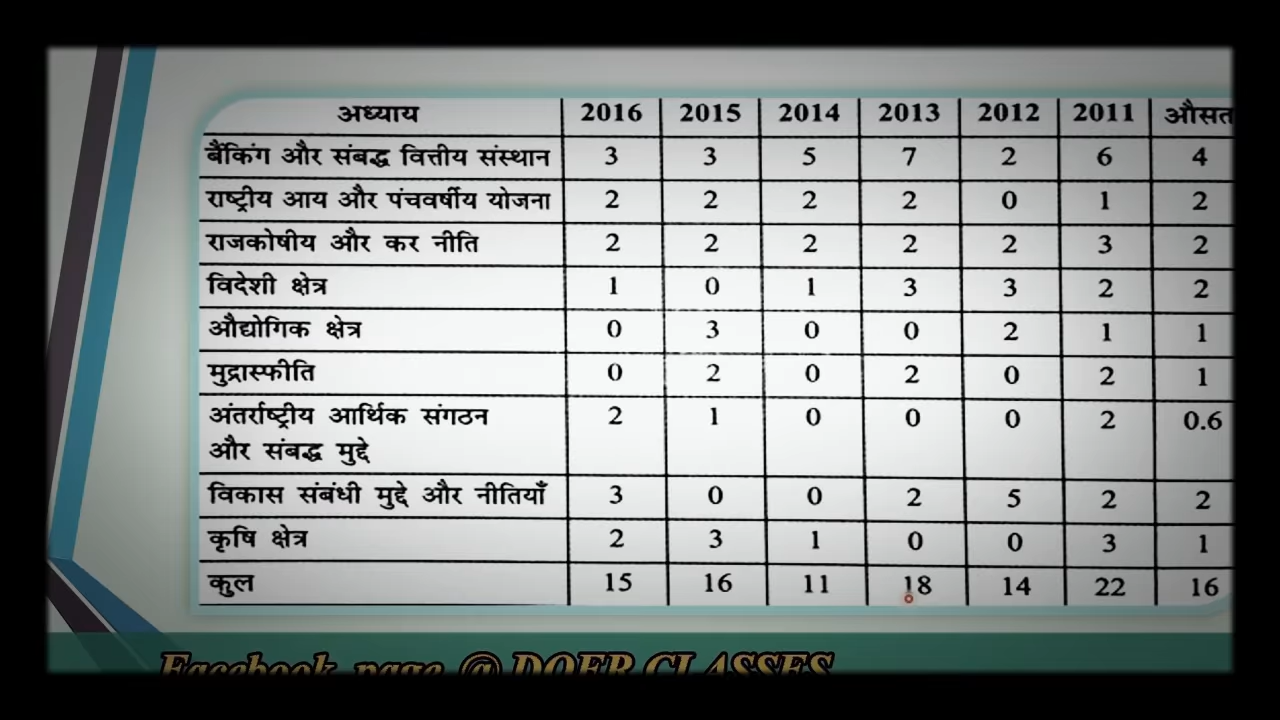 अध्याय 2016 2015 2014 2013 2012 2011 औसत
बैंकिंग और संबद्ध वित्तीय संस्थान 3 3 5 7 2 6 4
राष्ट्रीय आय और पंचवर्षीय योजना 2 2 2 2 0 1 2
राजकोषीय और कर नीति 2 2 2 2 2 3 2
विदेशी क्षेत्र 1 0 1 3 3 2 2
औद्योगिक क्षेत्र 0 3 0 0 2 1 1
मुद्रास्फीति 0 2 0 2 0 2 1
अंतर्राष्ट्रीय आर्थिक संगठन 2 1 0 0 0 2 0.6
और संबद्ध मुद्दे
विकास संबंधी मुद्दे और नीतियाँ 3 0 0 2 5 2 2
कृषि क्षेत्र 2 3 1 0 0 3 1
कुल 15 16 11 18 14 22 16
Facebook page @ DOER CLASSES